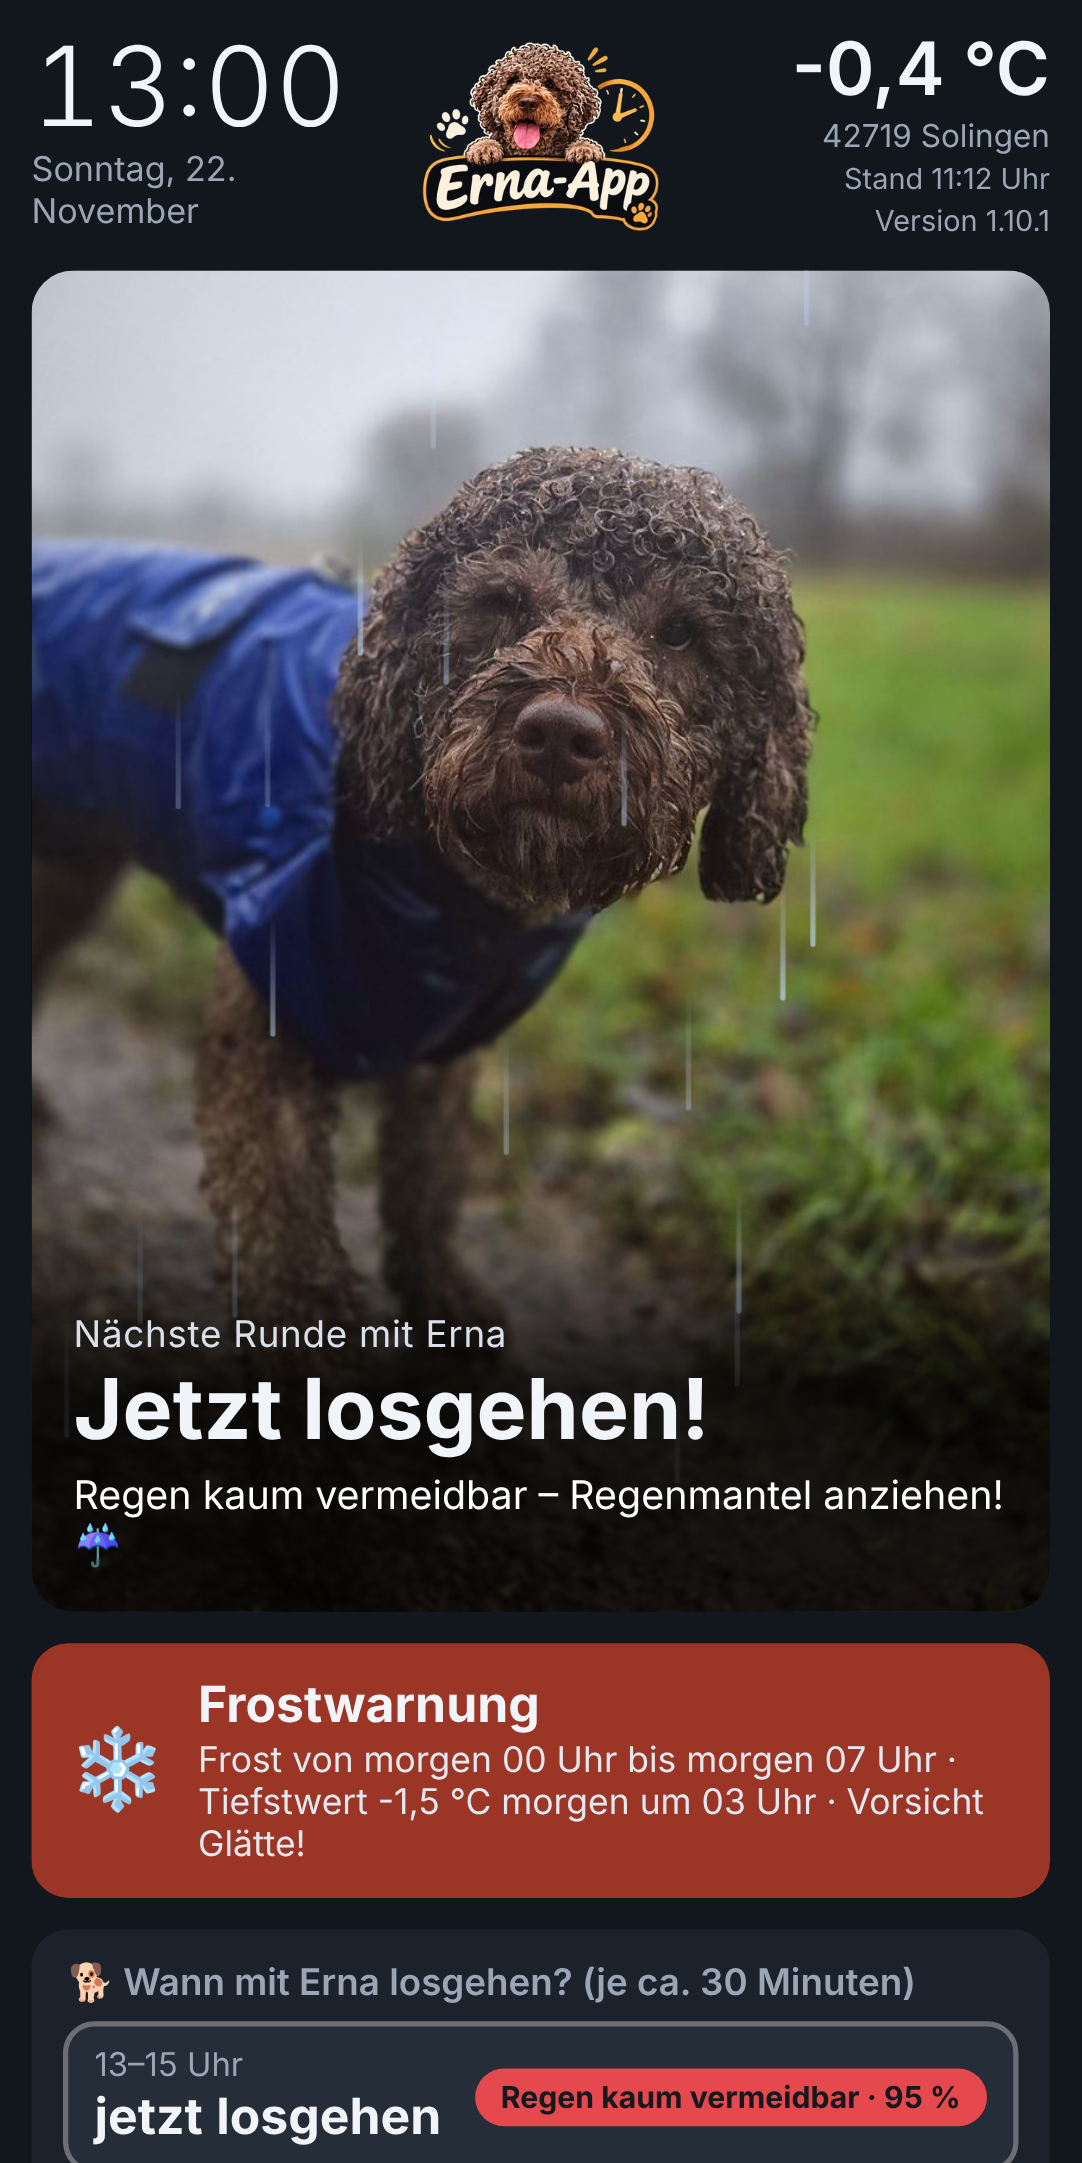 13:00
Sonntag, 22.
November
Erna-App
-0,4 °C
42719 Solingen
Stand 11:12 Uhr
Version 1.10.1
Nächste Runde mit Erna
Jetzt losgehen!
Regen kaum vermeidbar – Regenmantel anziehen!
☔
Frostwarnung
Frost von morgen 00 Uhr bis morgen 07 Uhr ·
Tiefstwert -1,5 °C morgen um 03 Uhr · Vorsicht
Glätte!
🐕 Wann mit Erna losgehen? (je ca. 30 Minuten)
13–15 Uhr
jetzt losgehen
Regen kaum vermeidbar · 95 %